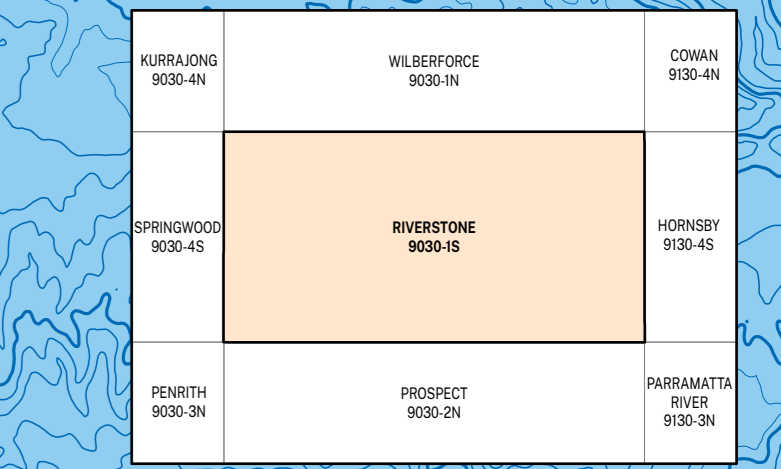 KURRAJONG
9030-4N
WILBERFORCE
9030-1N
COWAN
9130-4N
SPRINGWOOD
9030-4S
RIVERSTONE
9030-1S
HORNSBY
9130-4S
PENRITH
9030-3N
PROSPECT
9030-2N
PARRAMATTA
RIVER
9130-3N